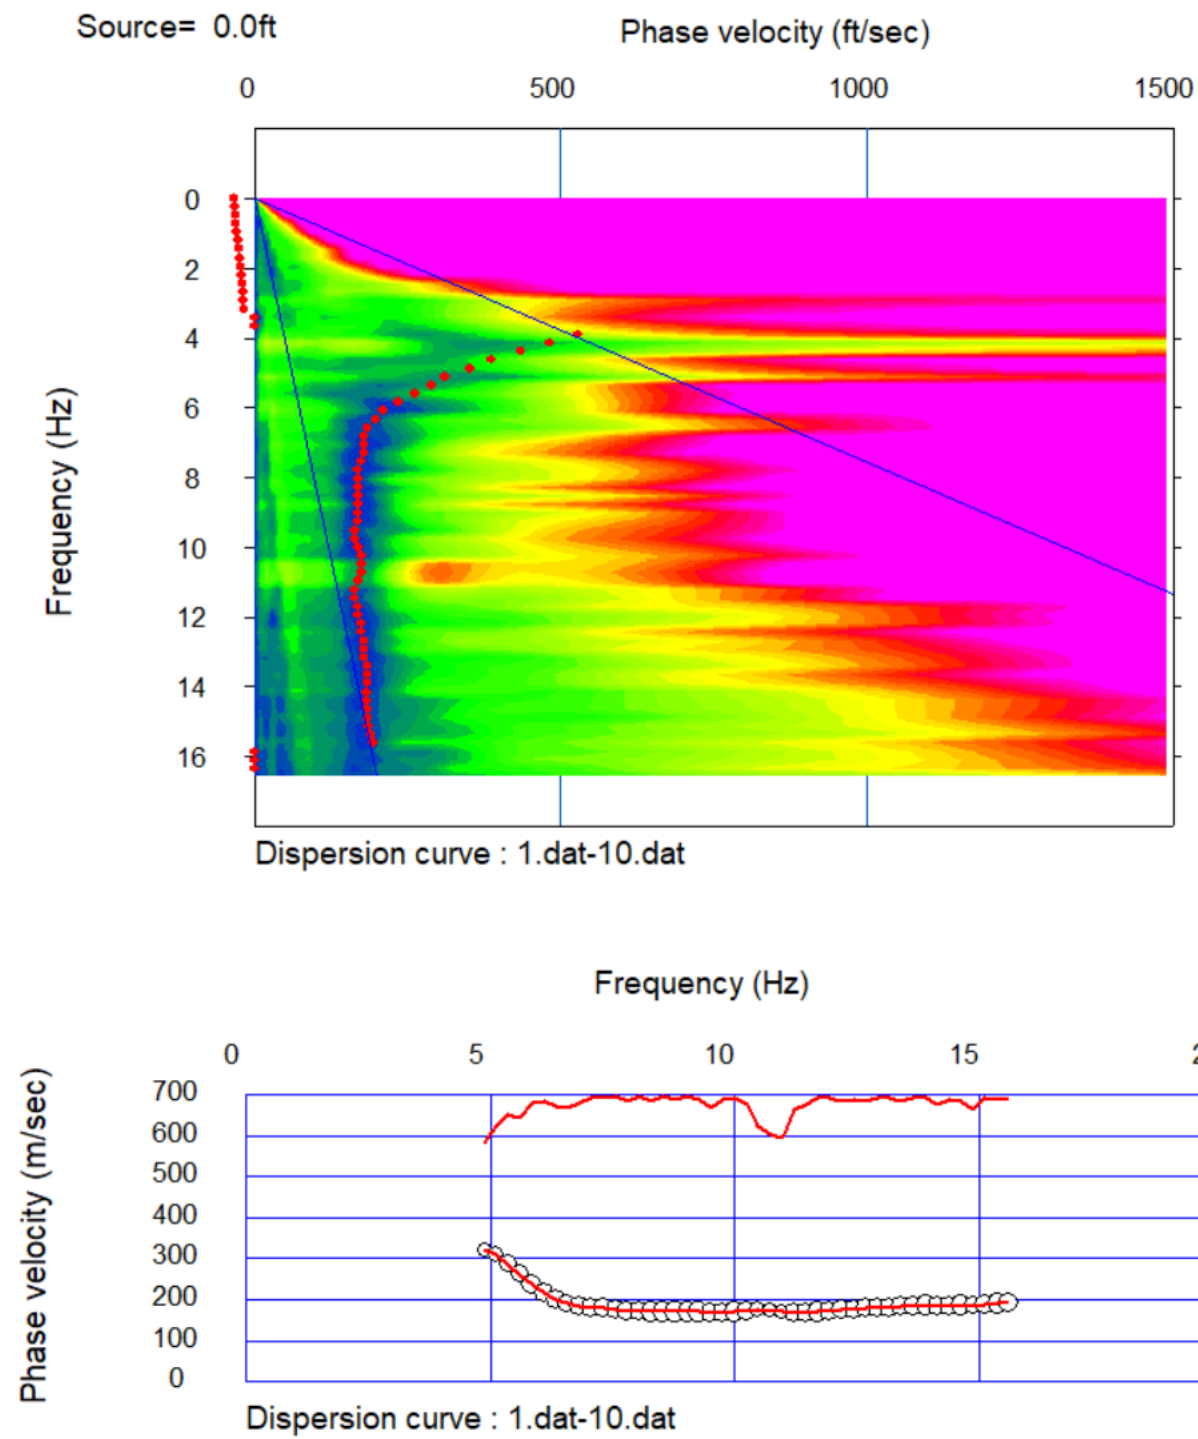 Source= 0.0ft
Phase velocity (ft/sec)
0 500 1000 1500
Frequency (Hz)
0
2
4
6
8
10
12
14
16
Dispersion curve : 1.dat-10.dat
Frequency (Hz)
0 5 10 15 2
Phase velocity (m/sec)
700
600
500
400
300
200
100
0
Dispersion curve : 1.dat-10.dat